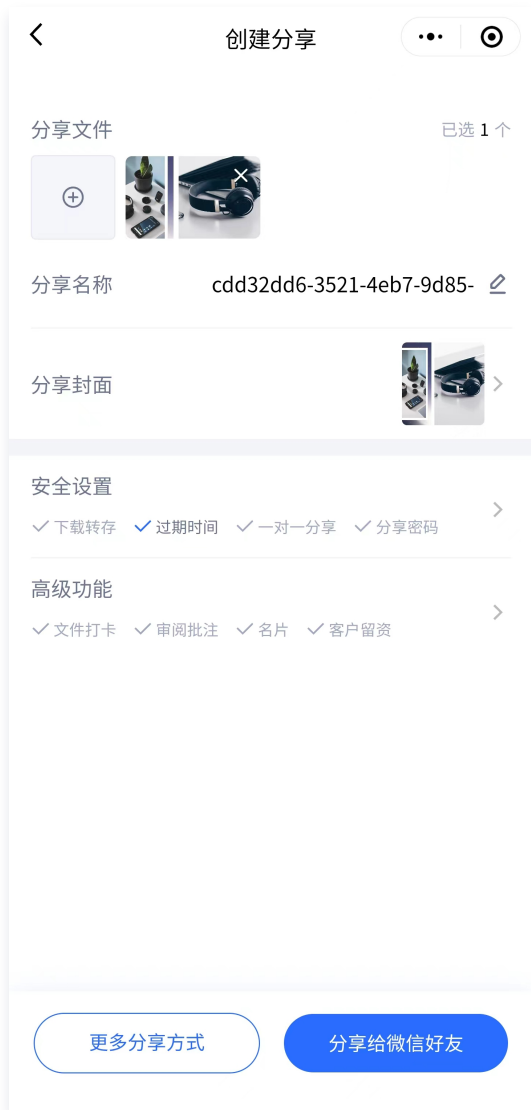 创建分享
分享文件
已选 1 个
分享名称 cdd32dd6-3521-4eb7-9d85-
分享封面
安全设置
下载转存 过期时间 一对一分享 分享密码
高级功能
文件打卡 审阅批注 名片 客户留资
更多分享方式 分享给微信好友